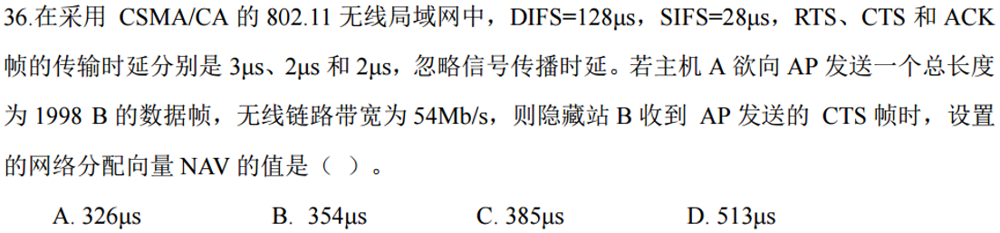 36.在采用 CSMA/CA 的 802.11 无线局域网中，DIFS=128μs，SIFS=28μs，RTS、CTS 和 ACK
帧的传输时延分别是 3μs、2μs 和 2μs，忽略信号传播时延。若主机 A 欲向 AP 发送一个总长度
为 1998 B 的数据帧，无线链路带宽为 54Mb/s，则隐藏站 B 收到 AP 发送的 CTS 帧时，设置
的网络分配向量 NAV 的值是（ ）。
A. 326μs B. 354μs C. 385μs D. 513μs